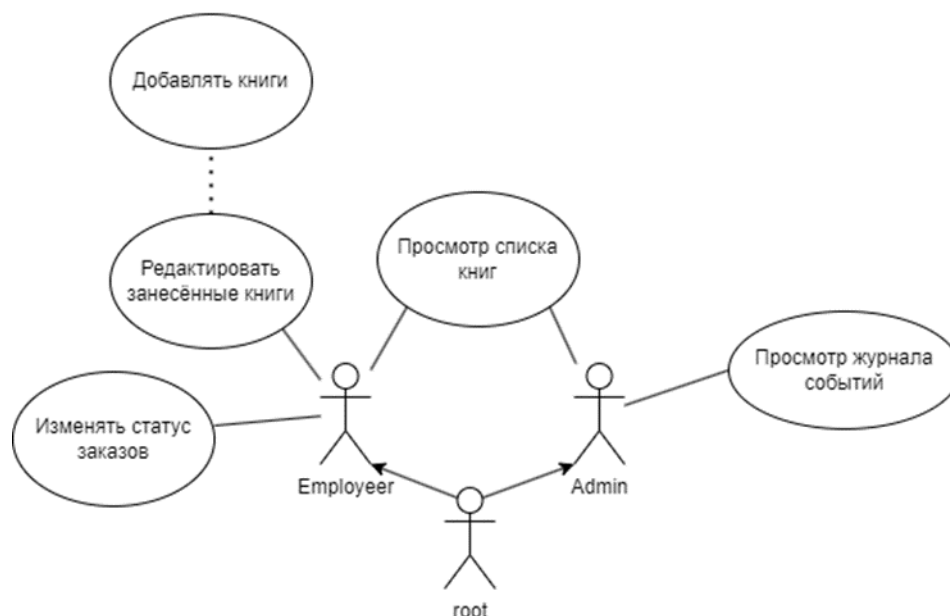 Добавлять книги
Редактировать
занесённые книги
Просмотр списка
книг
Просмотр журнала
событий
Изменять статус
заказов
Employeer
Admin
root